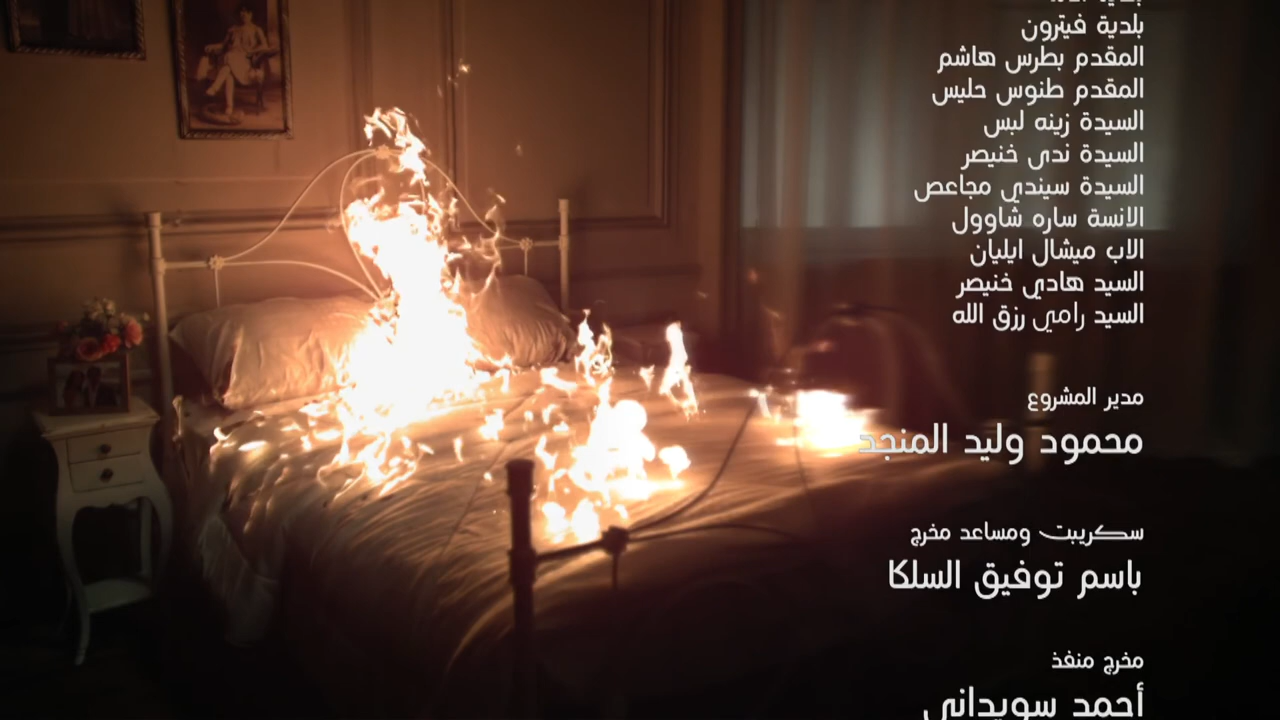 بلدية فيترون
المقدم بطرس هاشم
المقدم طنوس حليس
السيدة زينه لبس
السيدة ندى خنيصر
السيدة سيندي مجاعص
الانسة ساره شاوول
الاب ميشال ايليان
السيد هادي خنيصر
السيد رامي رزق الله
مدير المشروع
محمود وليد المنجد
سكريبت ومساعد مخرج
باسم توفيق السلكا
مخرج منفذ
أحمد سويداني